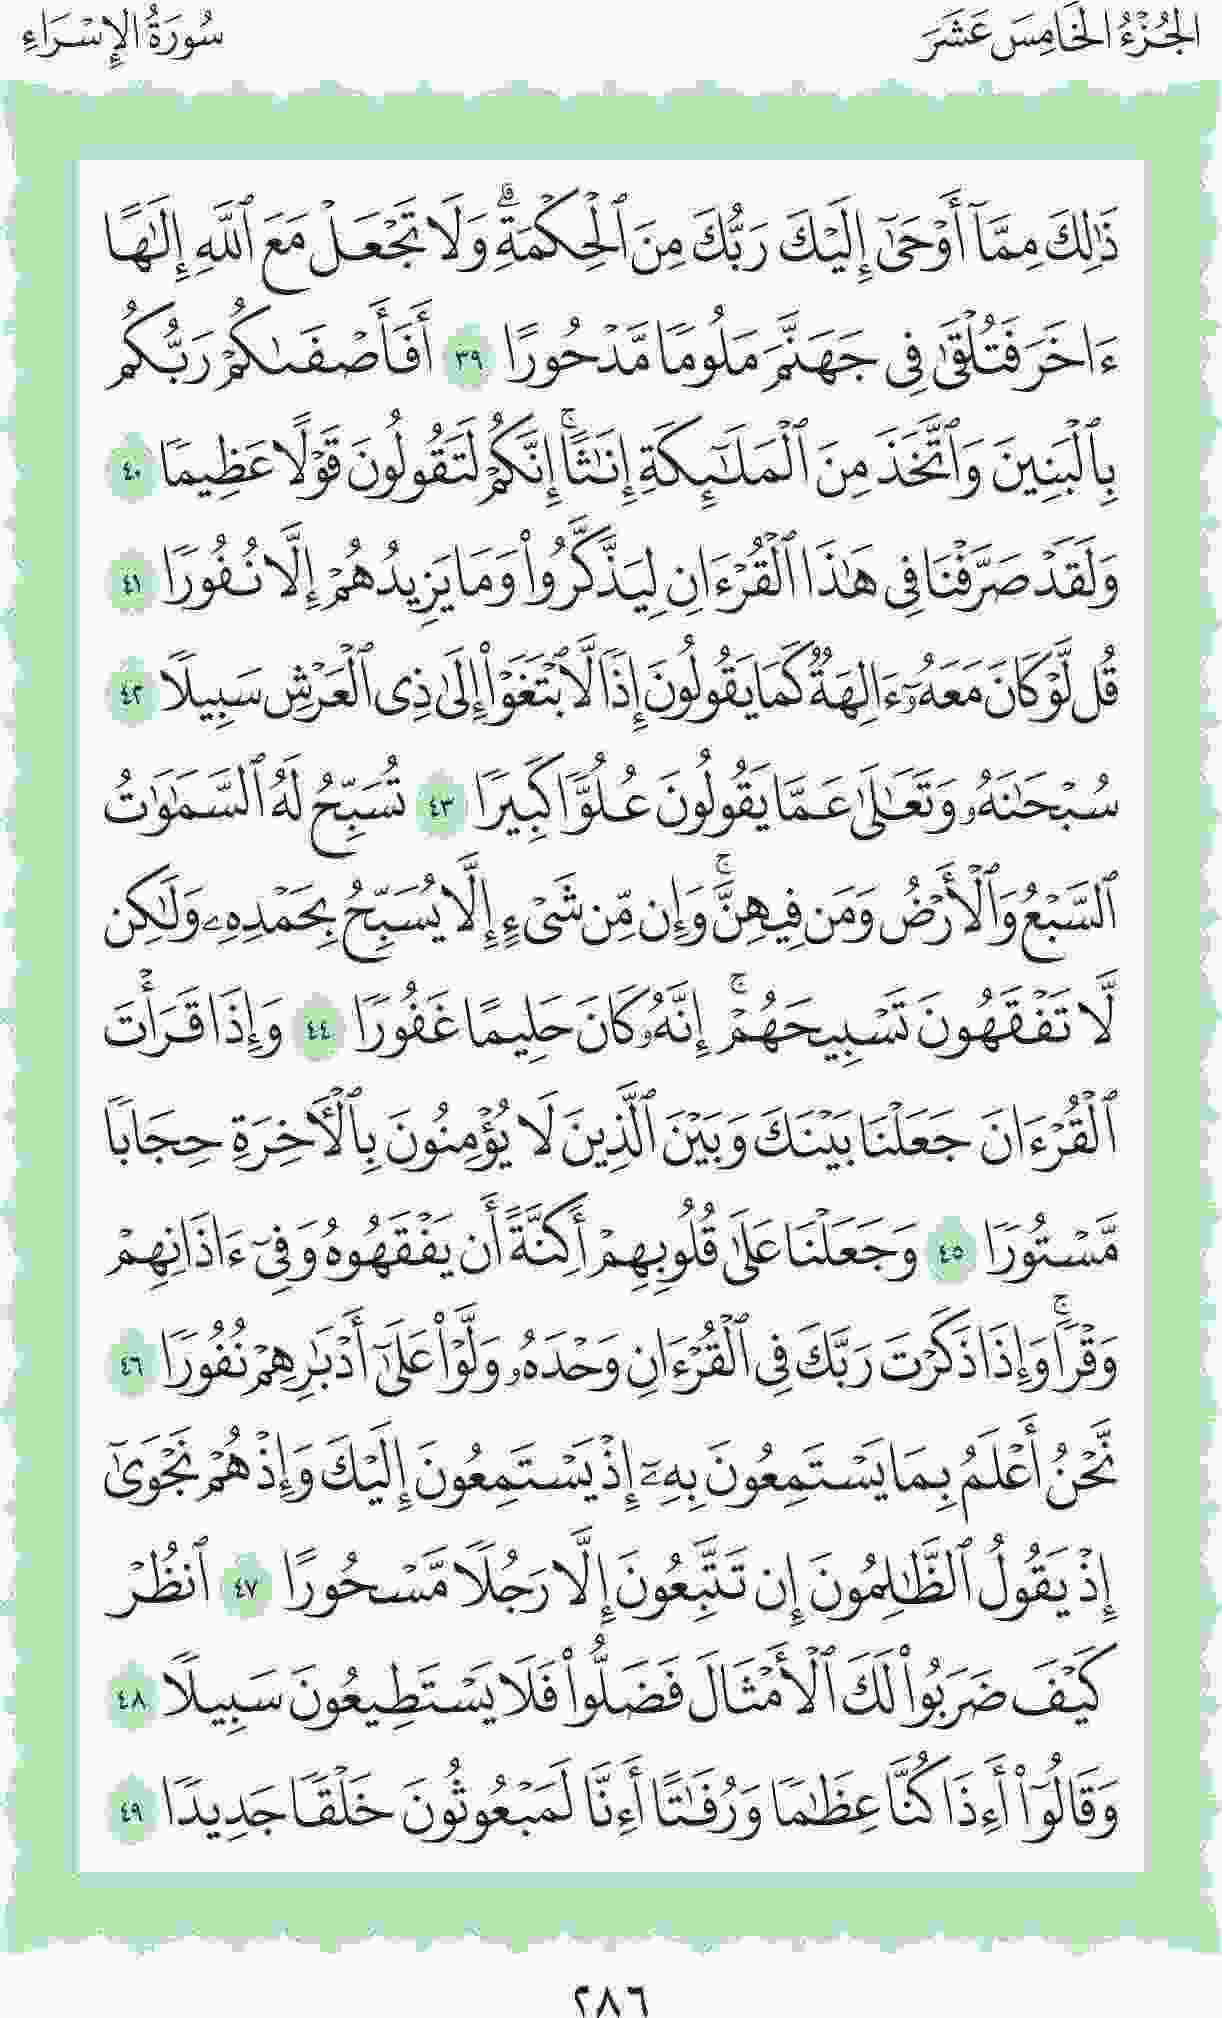 الجُزْءُ الخَامِسَ عَشَرَ
سُورَةُ الإِسْرَاءِ
ذَٰلِكَ مِمَّآ أَوْحَىٰٓ إِلَيْكَ رَبُّكَ مِنَ ٱلْحِكْمَةِۗ وَلَا تَجْعَلْ مَعَ ٱللَّهِ إِلَٰهًا
ءَاخَرَ فَتُلْقَىٰ فِى جَهَنَّمَ مَلُومًا مَّدْحُورًا ٣٩ أَفَأَصْفَىٰكُمْ رَبُّكُم
بِٱلْبَنِينَ وَٱتَّخَذَ مِنَ ٱلْمَلَٰٓئِكَةِ إِنَٰثًاۚ إِنَّكُمْ لَتَقُولُونَ قَوْلًا عَظِيمًا ٤٠
وَلَقَدْ صَرَّفْنَا فِى هَٰذَا ٱلْقُرْءَانِ لِيَذَّكَّرُوا۟ وَمَا يَزِيدُهُمْ إِلَّا نُفُورًا ٤١
قُل لَّوْ كَانَ مَعَهُۥٓ ءَالِهَةٌ كَمَا يَقُولُونَ إِذًا لَّٱبْتَغَوْا۟ إِلَىٰ ذِى ٱلْعَرْشِ سَبِيلًا ٤٢
سُبْحَٰنَهُۥ وَتَعَٰلَىٰ عَمَّا يَقُولُونَ عُلُوًّا كَبِيرًا ٤٣ تُسَبِّحُ لَهُ ٱلسَّمَٰوَٰتُ
ٱلسَّبْعُ وَٱلْأَرْضُ وَمَن فِيهِنَّۚ وَإِن مِّن شَىْءٍ إِلَّا يُسَبِّحُ بِحَمْدِهِۦ وَلَٰكِن
لَّا تَفْقَهُونَ تَسْبِيحَهُمْۚ إِنَّهُۥ كَانَ حَلِيمًا غَفُورًا ٤٤ وَإِذَا قَرَأْتَ
ٱلْقُرْءَانَ جَعَلْنَا بَيْنَكَ وَبَيْنَ ٱلَّذِينَ لَا يُؤْمِنُونَ بِٱلْـَٔاخِرَةِ حِجَابًا
مَّسْتُورًا ٤٥ وَجَعَلْنَا عَلَىٰ قُلُوبِهِمْ أَكِنَّةً أَن يَفْقَهُوهُ وَفِىٓ ءَاذَانِهِمْ
وَقْرًاۚ وَإِذَا ذَكَرْتَ رَبَّكَ فِى ٱلْقُرْءَانِ وَحْدَهُۥ وَلَّوْا۟ عَلَىٰٓ أَدْبَٰرِهِمْ نُفُورًا ٤٦
نَّحْنُ أَعْلَمُ بِمَا يَسْتَمِعُونَ بِهِۦٓ إِذْ يَسْتَمِعُونَ إِلَيْكَ وَإِذْ هُمْ نَجْوَىٰٓ
إِذْ يَقُولُ ٱلظَّٰلِمُونَ إِن تَتَّبِعُونَ إِلَّا رَجُلًا مَّسْحُورًا ٤٧ ٱنظُرْ
كَيْفَ ضَرَبُوا۟ لَكَ ٱلْأَمْثَالَ فَضَلُّوا۟ فَلَا يَسْتَطِيعُونَ سَبِيلًا ٤٨
وَقَالُوٓا۟ أَءِذَا كُنَّا عِظَٰمًا وَرُفَٰتًا أَءِنَّا لَمَبْعُوثُونَ خَلْقًا جَدِيدًا ٤٩
٢٨٦